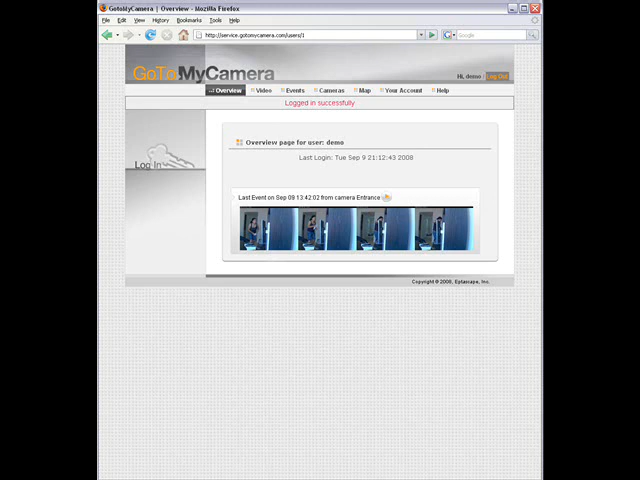 GotoMyCamera | Overview - Mozilla Firefox
File Edit View History Bookmarks Tools Help
http://service.gotomycamera.com/users/1
Google
GoTo MyCamera
Hi, demo | Log Out
Overview Video Events Cameras Map Your Account Help
Logged in successfully
Log In
Overview page for user: demo
Last Login: Tue Sep 9 21:12:43 2008
Last Event on Sep 09 13:42:02 from camera Entrance
Copyright © 2008, Eptascape, Inc.